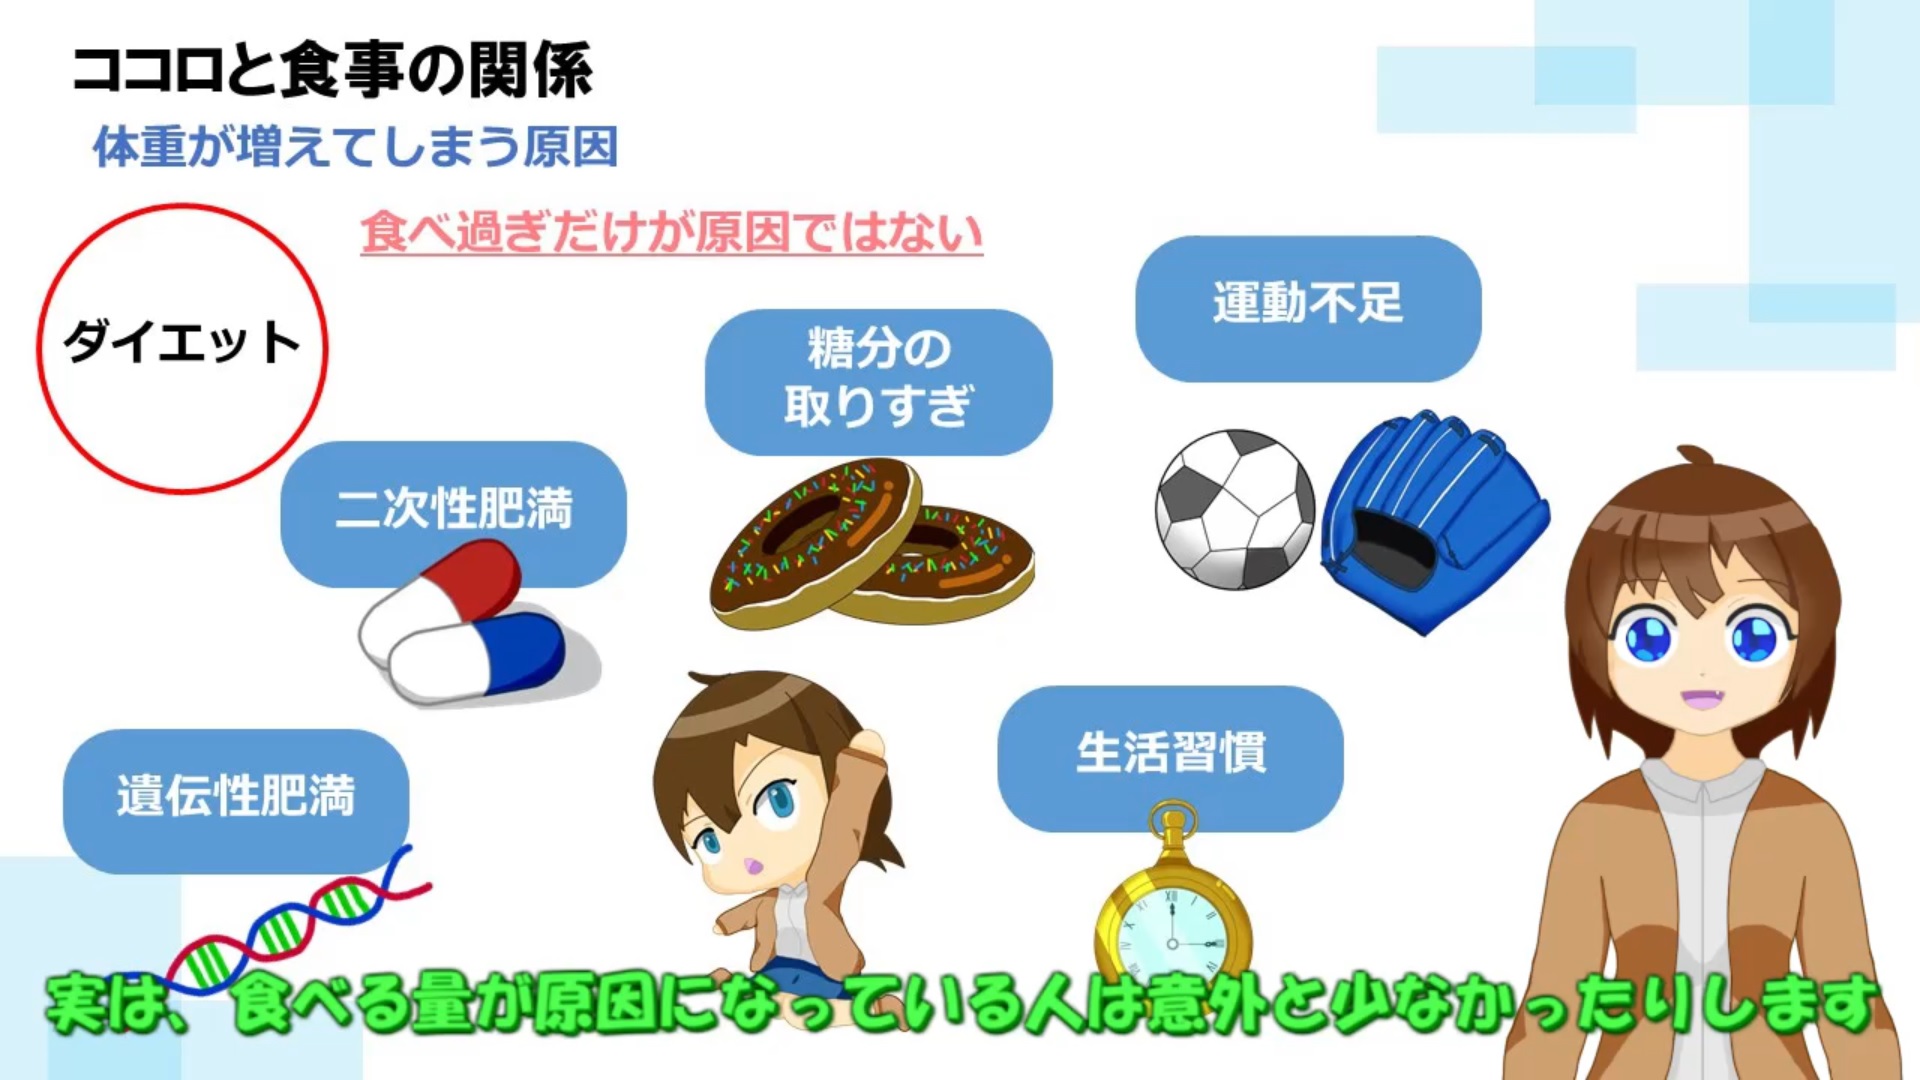 ココロと食事の関係
体重が増えてしまう原因
食べ過ぎだけが原因ではない
ダイエット
運動不足
糖分の
取りすぎ
二次性肥満
生活習慣
遺伝性肥満
実は、食べる量が原因になっている人は意外と少なかったりします